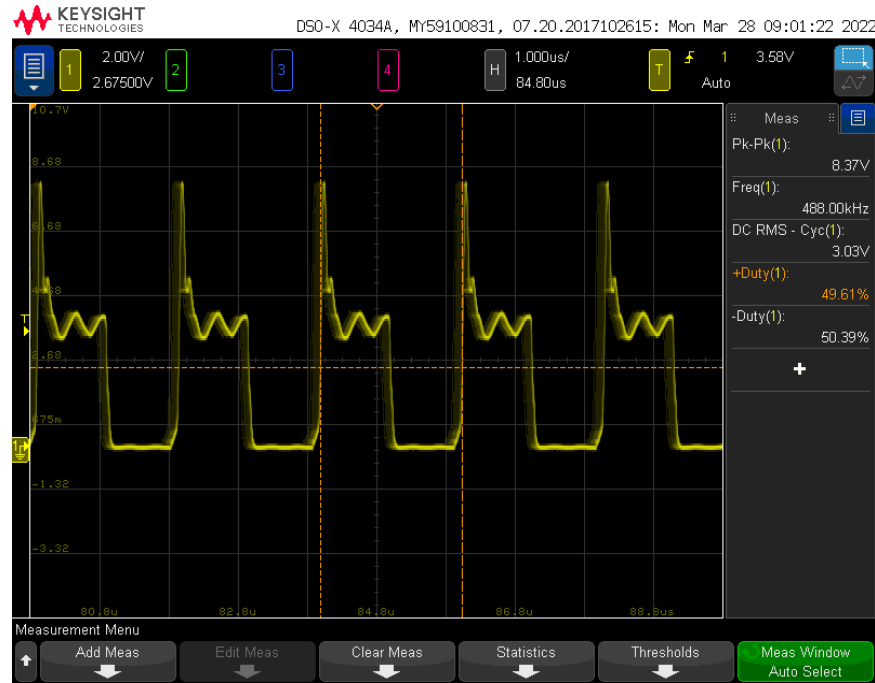 KEYSIGHT
TECHNOLOGIES
DSO-X 4034A, MY59100831, 07.20.2017102615: Mon Mar 28 09:01:22 2022
1 2.00V/ 2 3 4 H 1.000us/ T 1 3.58V
2.67500V 84.80us Auto
10.7V
8.68
6.68
4.68
T
2.68
675m
1
-1.32
-3.32
80.8u 82.8u 84.8u 86.8u 88.8us
Meas
Pk-Pk(1):
8.37V
Freq(1):
488.00kHz
DC RMS - Cyc(1):
3.03V
+Duty(1):
49.61%
-Duty(1):
50.39%
Measurement Menu
Add Meas Edit Meas Clear Meas Statistics Thresholds Meas Window
Auto Select